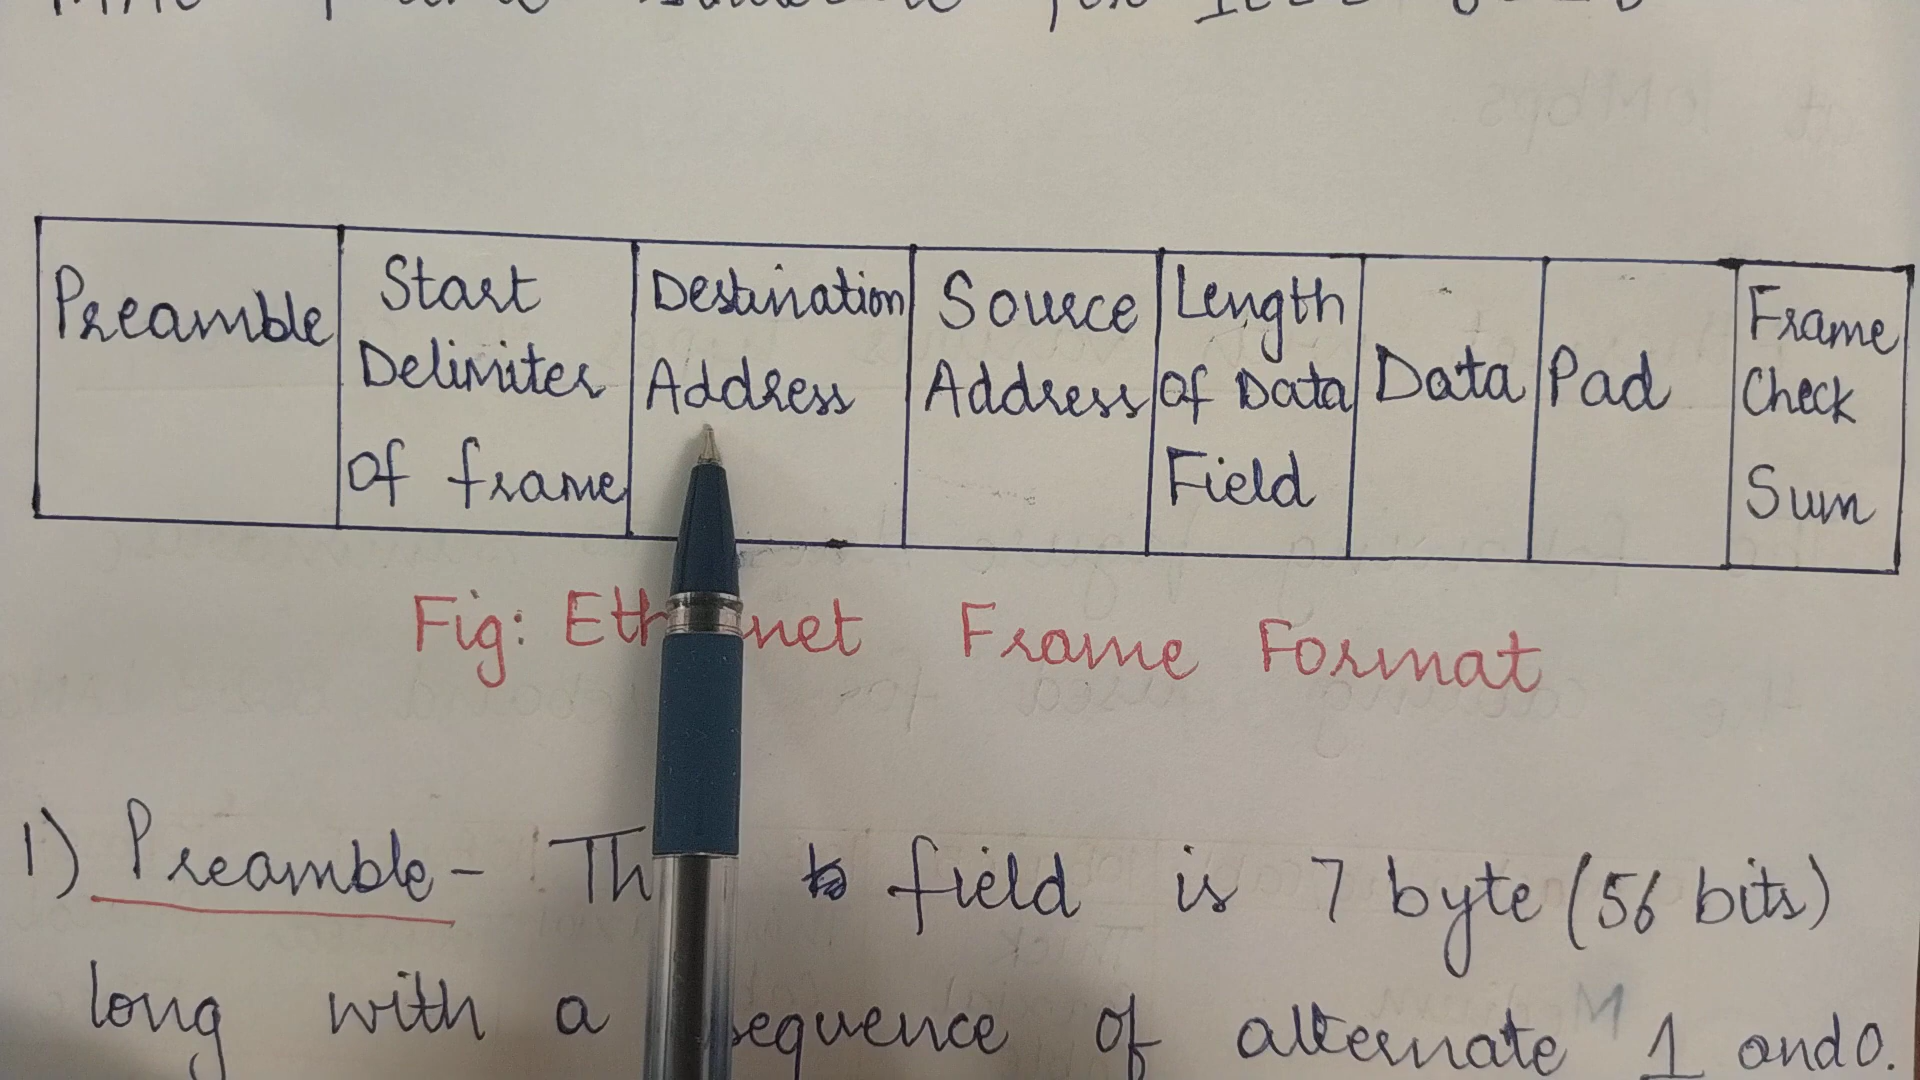 Preamble
Start
Delimiter
Of frame
Destination
Address
Source
Address
Length
Of Data
Field
Data
Pad
Frame
Check
Sum
Fig: Eth net Frame Format
1) Preamble - Th field is 7 byte (56 bits)
long with a sequence of alternate 1 and 0.